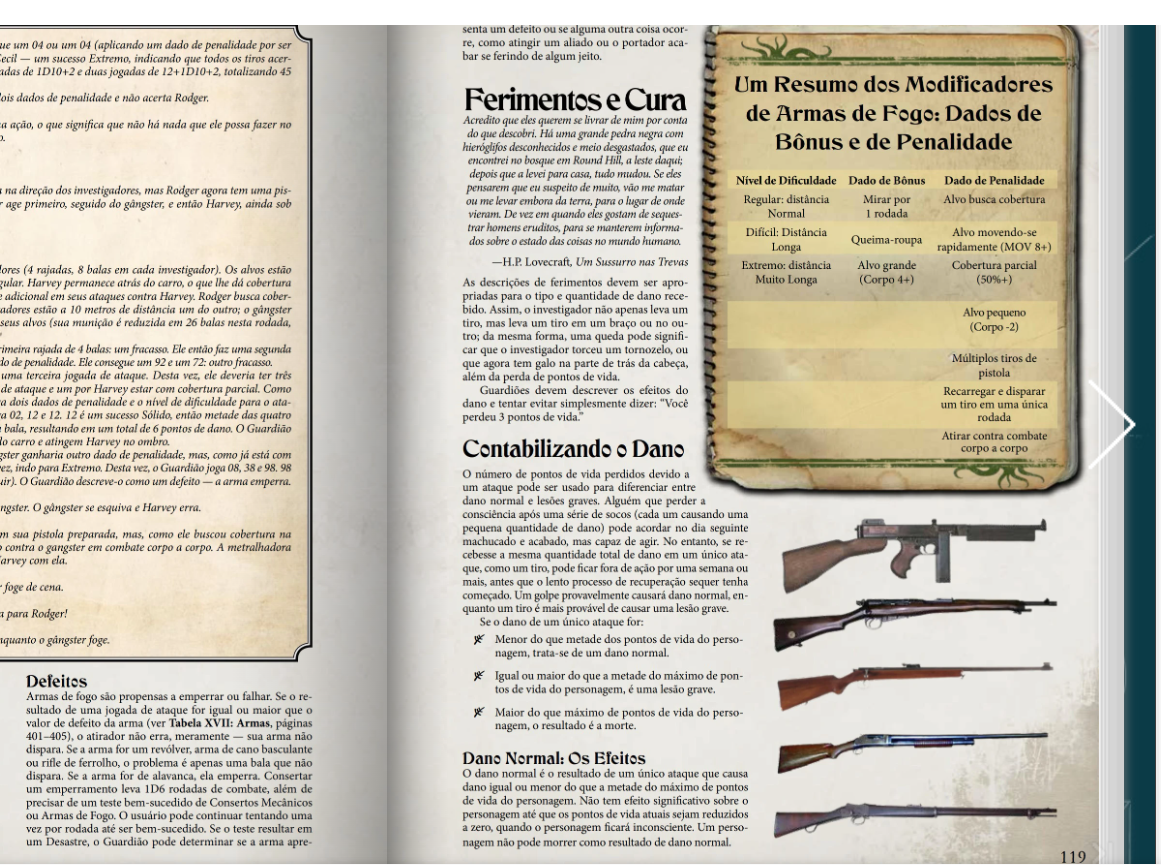 que um 04 ou um 04 (aplicando um dado de penalidade por ser
Cecil — um sucesso Extremo, indicando que todos os tiros acer-
adas de 1D10+2 e duas jogadas de 12+1D10+2, totalizando 45
dois dados de penalidade e não acerta Rodger.
a ação, o que significa que não há nada que ele possa fazer no
o.
a na direção dos investigadores, mas Rodger agora tem uma pis-
r age primeiro, seguido do gângster, e então Harvey, ainda sob
dores (4 rajadas, 8 balas em cada investigador). Os alvos estão
gular. Harvey permanece atrás do carro, o que lhe dá cobertura
e adicional em seus ataques contra Harvey. Rodger busca cober-
adores estão a 10 metros de distância um do outro; o gângster
seus alvos (sua munição é reduzida em 26 balas nesta rodada,
rimeira rajada de 4 balas: um fracasso. Ele então faz uma segunda
do de penalidade. Ele consegue um 92 e um 72: outro fracasso.
uma terceira jogada de ataque. Desta vez, ele deveria ter três
de ataque e um por Harvey estar com cobertura parcial. Como
a dois dados de penalidade e o nível de dificuldade para o ata-
a 02, 12 e 12. 12 é um sucesso Sólido, então metade das quatro
bala, resultando em um total de 6 pontos de dano. O Guardião
lo carro e atingem Harvey no ombro.
gster ganharia outro dado de penalidade, mas, como já está com
vez, indo para Extremo. Desta vez, o Guardião joga 08, 38 e 98. 98
uir). O Guardião descreve-o como um defeito — a arma emperra.
ngster. O gângster se esquiva e Harvey erra.
m sua pistola preparada, mas, como ele buscou cobertura na
o contra o gangster em combate corpo a corpo. A metralhadora
arvey com ela.
r foge de cena.
a para Rodger!
nquanto o gângster foge.
Defeitos
Armas de fogo são propensas a emperrar ou falhar. Se o re-
sultado de uma jogada de ataque for igual ou maior que o
valor de defeito da arma (ver Tabela XVII: Armas, páginas
401–405), o atirador não erra, meramente — sua arma não
dispara. Se a arma for um revólver, arma de cano basculante
ou rifle de ferrolho, o problema é apenas uma bala que não
dispara. Se a arma for de alavanca, ela emperra. Consertar
um emperramento leva 1D6 rodadas de combate, além de
precisar de um teste bem-sucedido de Consertos Mecânicos
ou Armas de Fogo. O usuário pode continuar tentando uma
vez por rodada até ser bem-sucedido. Se o teste resultar em
um Desastre, o Guardião pode determinar se a arma apre-
senta um defeito ou se alguma outra coisa ocor-
re, como atingir um aliado ou o portador aca-
bar se ferindo de algum jeito.
Ferimentos e Cura
Acredito que eles querem se livrar de mim por conta
do que descobri. Há uma grande pedra negra com
hieróglifos desconhecidos e meio desgastados, que eu
encontrei no bosque em Round Hill, a leste daqui;
depois que a levei para casa, tudo mudou. Se eles
pensarem que eu suspeito de muito, vão me matar
ou me levar embora da terra, para o lugar de onde
vieram. De vez em quando eles gostam de seques-
trar homens eruditos, para se manterem informa-
dos sobre o estado das coisas no mundo humano.
—H.P. Lovecraft, Um Sussurro nas Trevas
As descrições de ferimentos devem ser apro-
priadas para o tipo e quantidade de dano rece-
bido. Assim, o investigador não apenas leva um
tiro, mas leva um tiro em um braço ou no ou-
tro; da mesma forma, uma queda pode signifi-
car que o investigador torceu um tornozelo, ou
que agora tem galo na parte de trás da cabeça,
além da perda de pontos de vida.
Guardiões devem descrever os efeitos do
dano e tentar evitar simplesmente dizer: “Você
perdeu 3 pontos de vida.”
Contabilizando o Dano
O número de pontos de vida perdidos devido a
um ataque pode ser usado para diferenciar entre
dano normal e lesões graves. Alguém que perder a
consciência após uma série de socos (cada um causando uma
pequena quantidade de dano) pode acordar no dia seguinte
machucado e acabado, mas capaz de agir. No entanto, se re-
cebesse a mesma quantidade total de dano em um único ata-
que, como um tiro, pode ficar fora de ação por uma semana ou
mais, antes que o lento processo de recuperação sequer tenha
começado. Um golpe provavelmente causará dano normal, en-
quanto um tiro é mais provável de causar uma lesão grave.
Se o dano de um único ataque for:
Menor do que metade dos pontos de vida do perso-
nagem, trata-se de um dano normal.
Igual ou maior do que a metade do máximo de pon-
tos de vida do personagem, é uma lesão grave.
Maior do que máximo de pontos de vida do perso-
nagem, o resultado é a morte.
Dano Normal: Os Efeitos
O dano normal é o resultado de um único ataque que causa
dano igual ou menor do que a metade do máximo de pontos
de vida do personagem. Não tem efeito significativo sobre o
personagem até que os pontos de vida atuais sejam reduzidos
a zero, quando o personagem ficará inconsciente. Um perso-
nagem não pode morrer como resultado de dano normal.
Um Resumo dos Modificadores
de Armas de Fogo: Dados de
Bônus e de Penalidade
Nível de Dificuldade Dado de Bônus Dado de Penalidade
Regular: distância Normal
Mirar por 1 rodada
Alvo busca cobertura
Difícil: Distância Longa
Queima-roupa
Alvo movendo-se
rapidamente (MOV 8+)
Extremo: distância Muito Longa
Alvo grande (Corpo 4+)
Cobertura parcial
(50%+)
Alvo pequeno
(Corpo -2)
Múltiplos tiros de
pistola
Recarregar e disparar
um tiro em uma única
rodada
Atirar contra combate
corpo a corpo
119